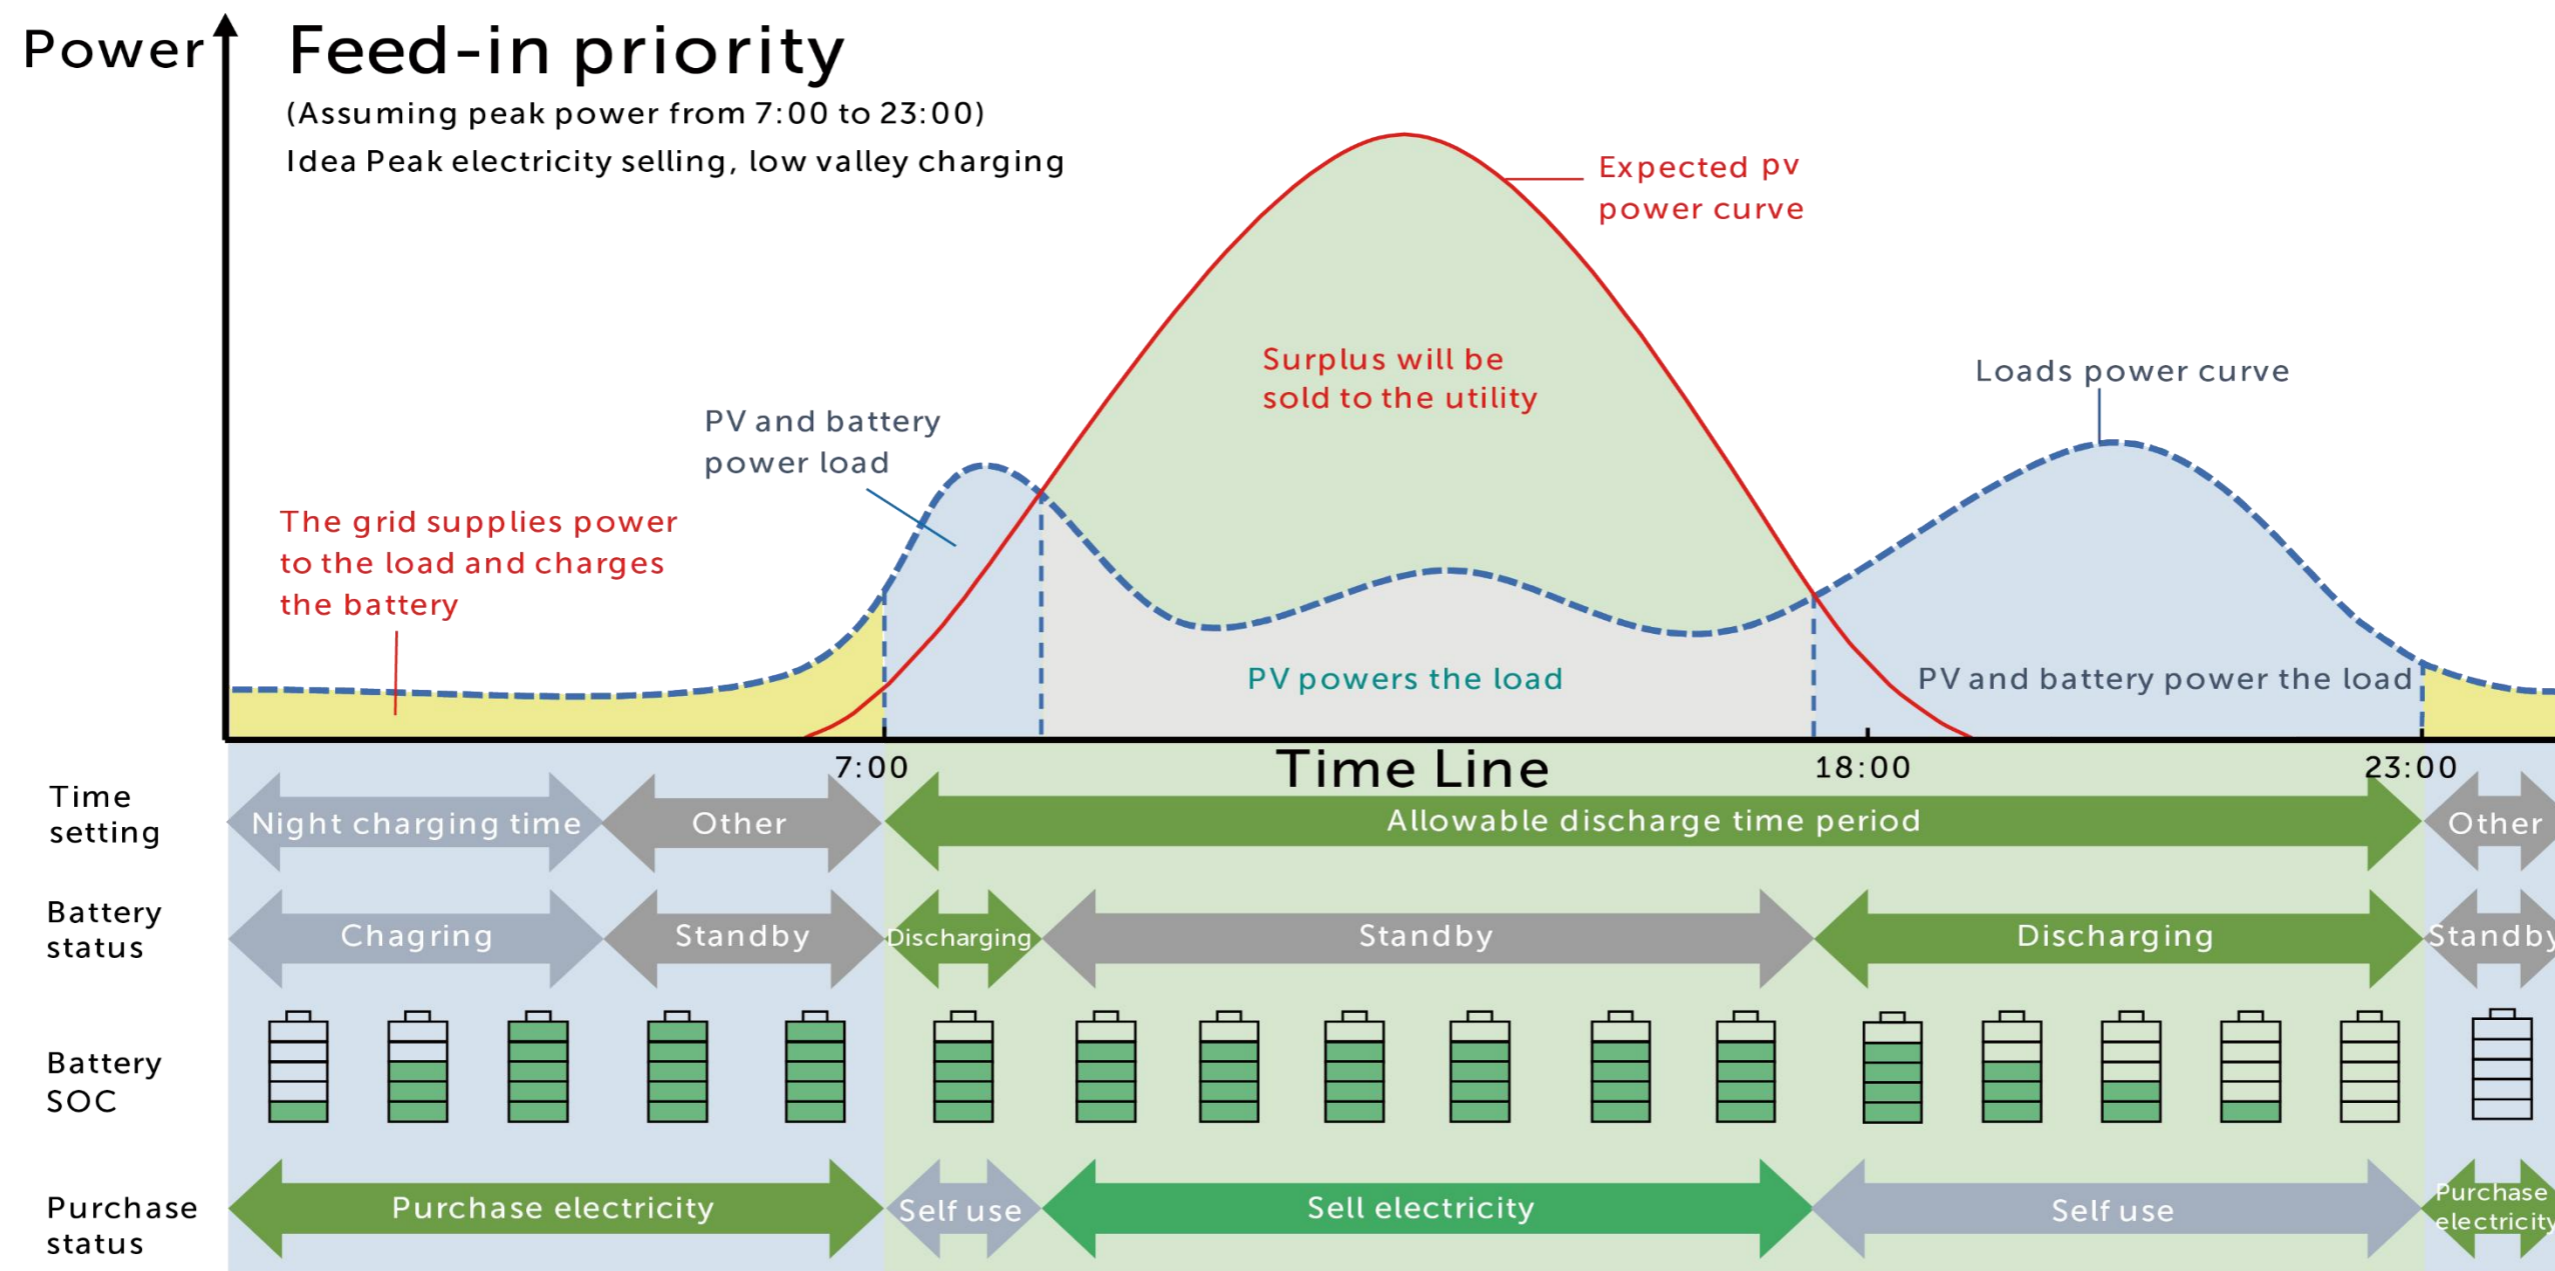 Power
Feed-in priority
(Assuming peak power from 7:00 to 23:00)
Idea Peak electricity selling, low valley charging
Expected pv
power curve
Surplus will be
sold to the utility
Loads power curve
PV and battery
power load
The grid supplies power
to the load and charges
the battery
PV powers the load
PV and battery power the load
7:00
Time Line
18:00
23:00
Time
setting
Night charging time
Other
Allowable discharge time period
Other
Battery
status
Chagring
Standby
Discharging
Standby
Discharging
Standby
Battery
SOC
Purchase
status
Purchase electricity
Self use
Sell electricity
Self use
Purchase
electricity